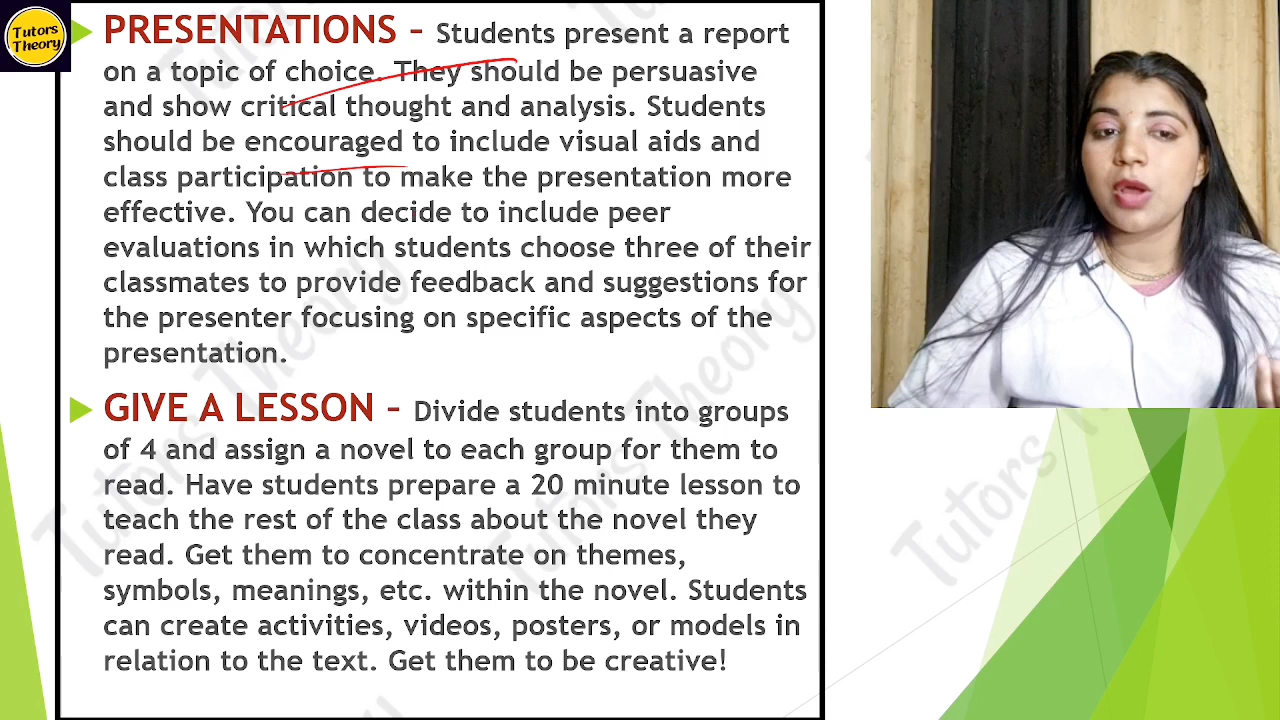 Tutors
Theory
PRESENTATIONS – Students present a report
on a topic of choice. They should be persuasive
and show critical thought and analysis. Students
should be encouraged to include visual aids and
class participation to make the presentation more
effective. You can decide to include peer
evaluations in which students choose three of their
classmates to provide feedback and suggestions for
the presenter focusing on specific aspects of the
presentation.
GIVE A LESSON – Divide students into groups
of 4 and assign a novel to each group for them to
read. Have students prepare a 20 minute lesson to
teach the rest of the class about the novel they
read. Get them to concentrate on themes,
symbols, meanings, etc. within the novel. Students
can create activities, videos, posters, or models in
relation to the text. Get them to be creative!
Tutors Theory
Tutors Theory
Tutors Theory